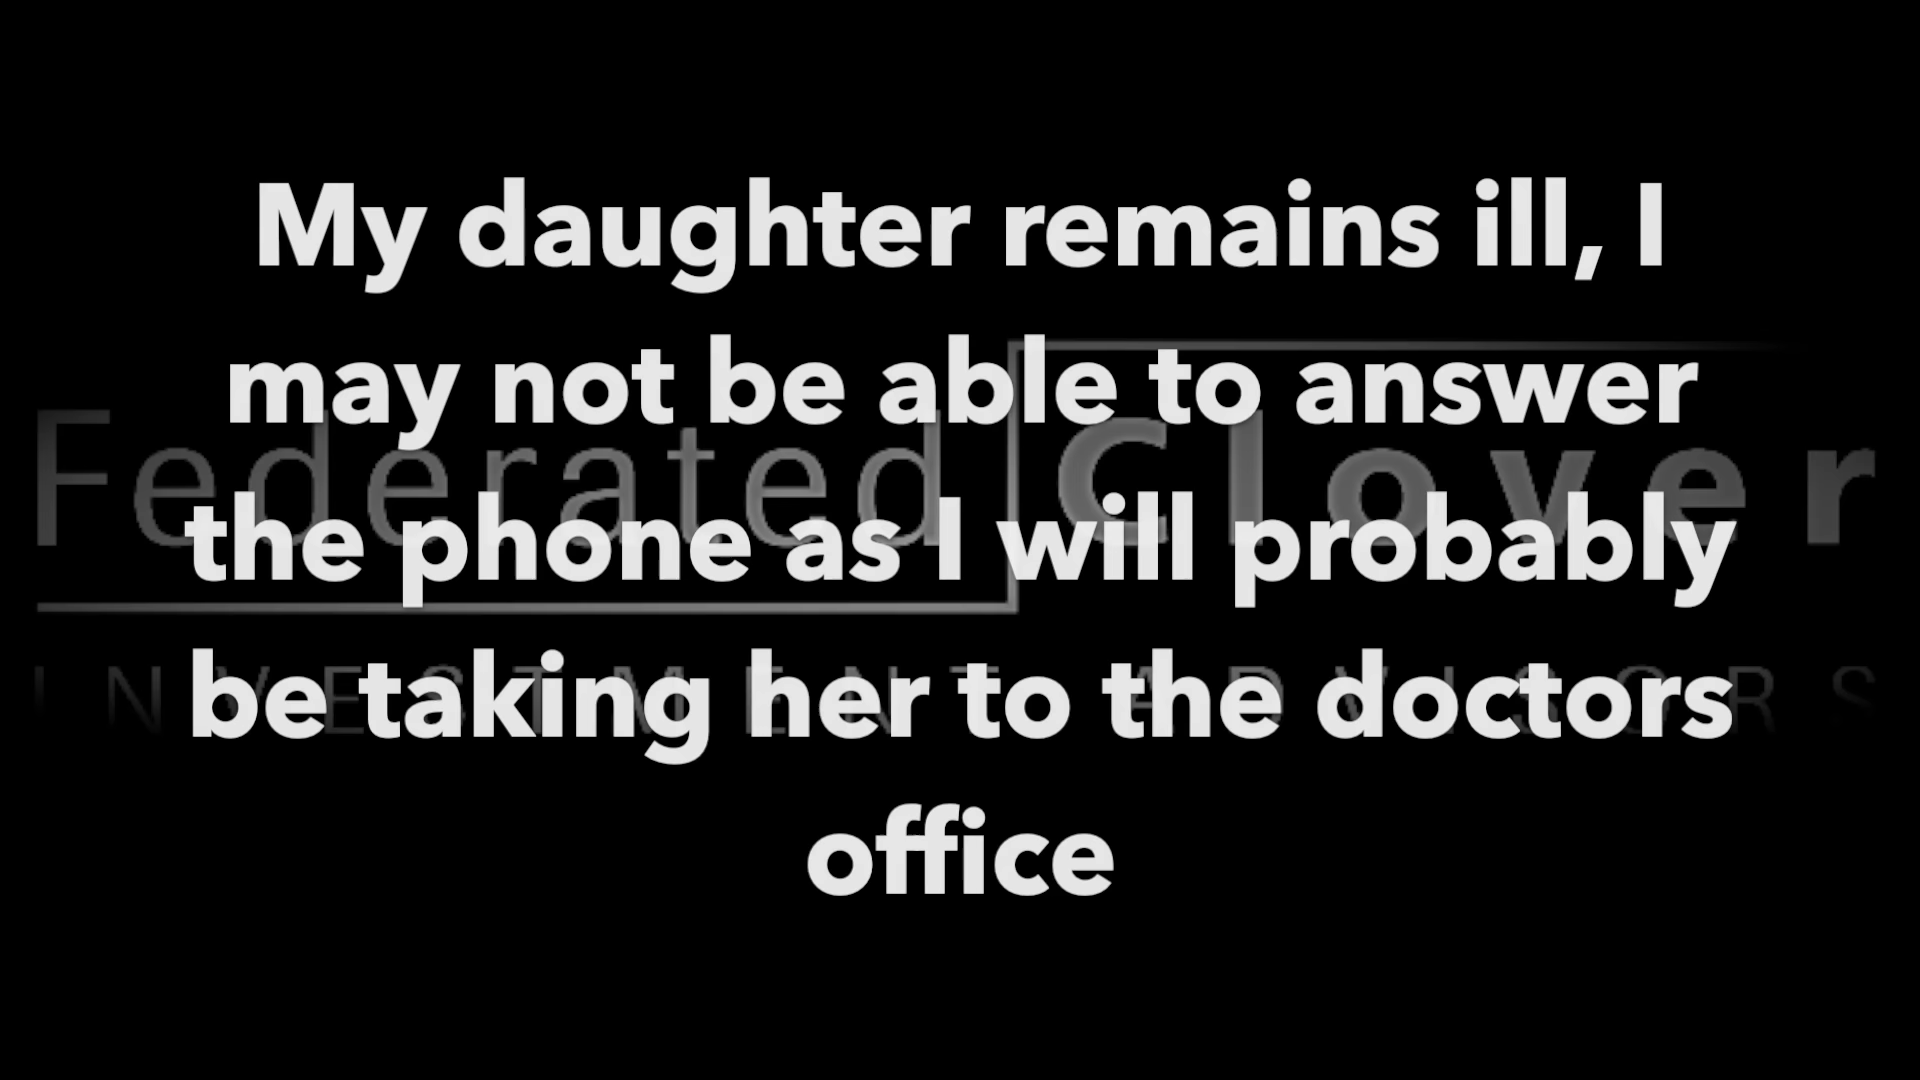 My daughter remains ill, I
may not be able to answer
Federated Clover
the phone as I will probably
INVESTMENT ADVISORS
be taking her to the doctors
office